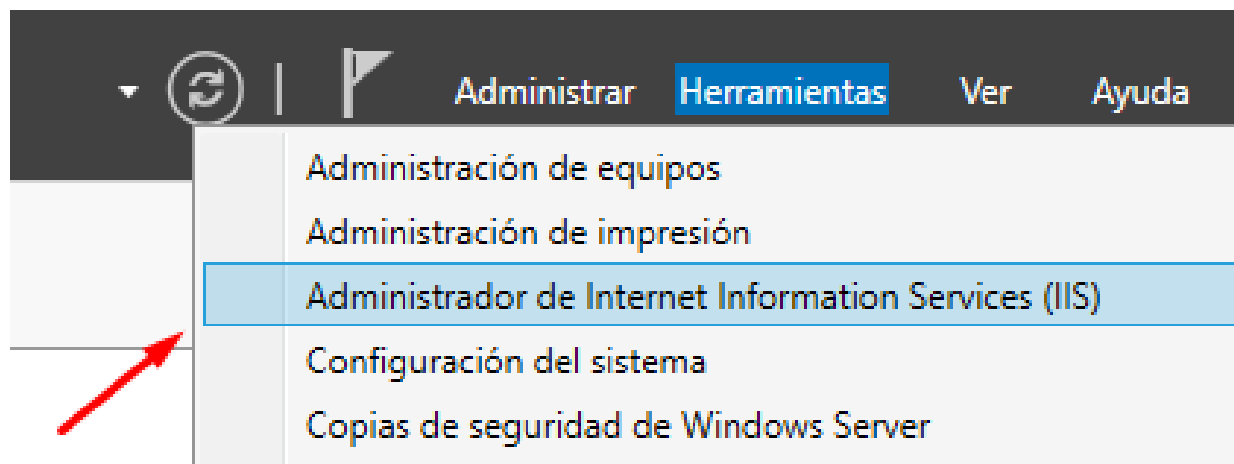 Administrar Herramientas Ver Ayuda
Administración de equipos
Administración de impresión
Administrador de Internet Information Services (IIS)
Configuración del sistema
Copias de seguridad de Windows Server